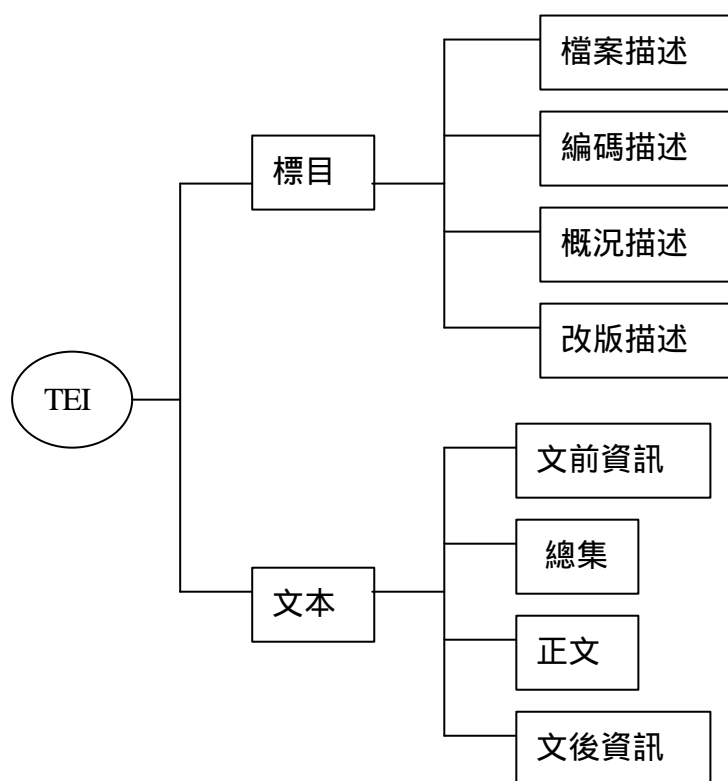 檔案描述
編碼描述
標目
概況描述
改版描述
TEI
文前資訊
總集
文本
正文
文後資訊